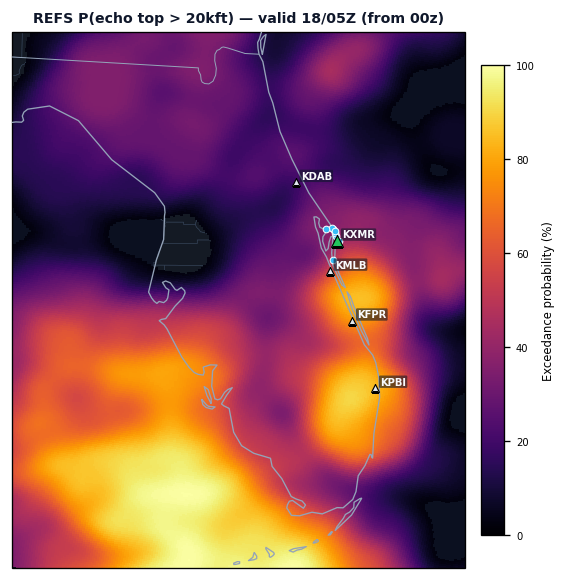 REFS P(echo top > 20kft) — valid 18/05Z (from 00z)
KDAB
KXMR
KMLB
KFPR
KPBI
100
80
60
40
20
0
Exceedance probability (%)